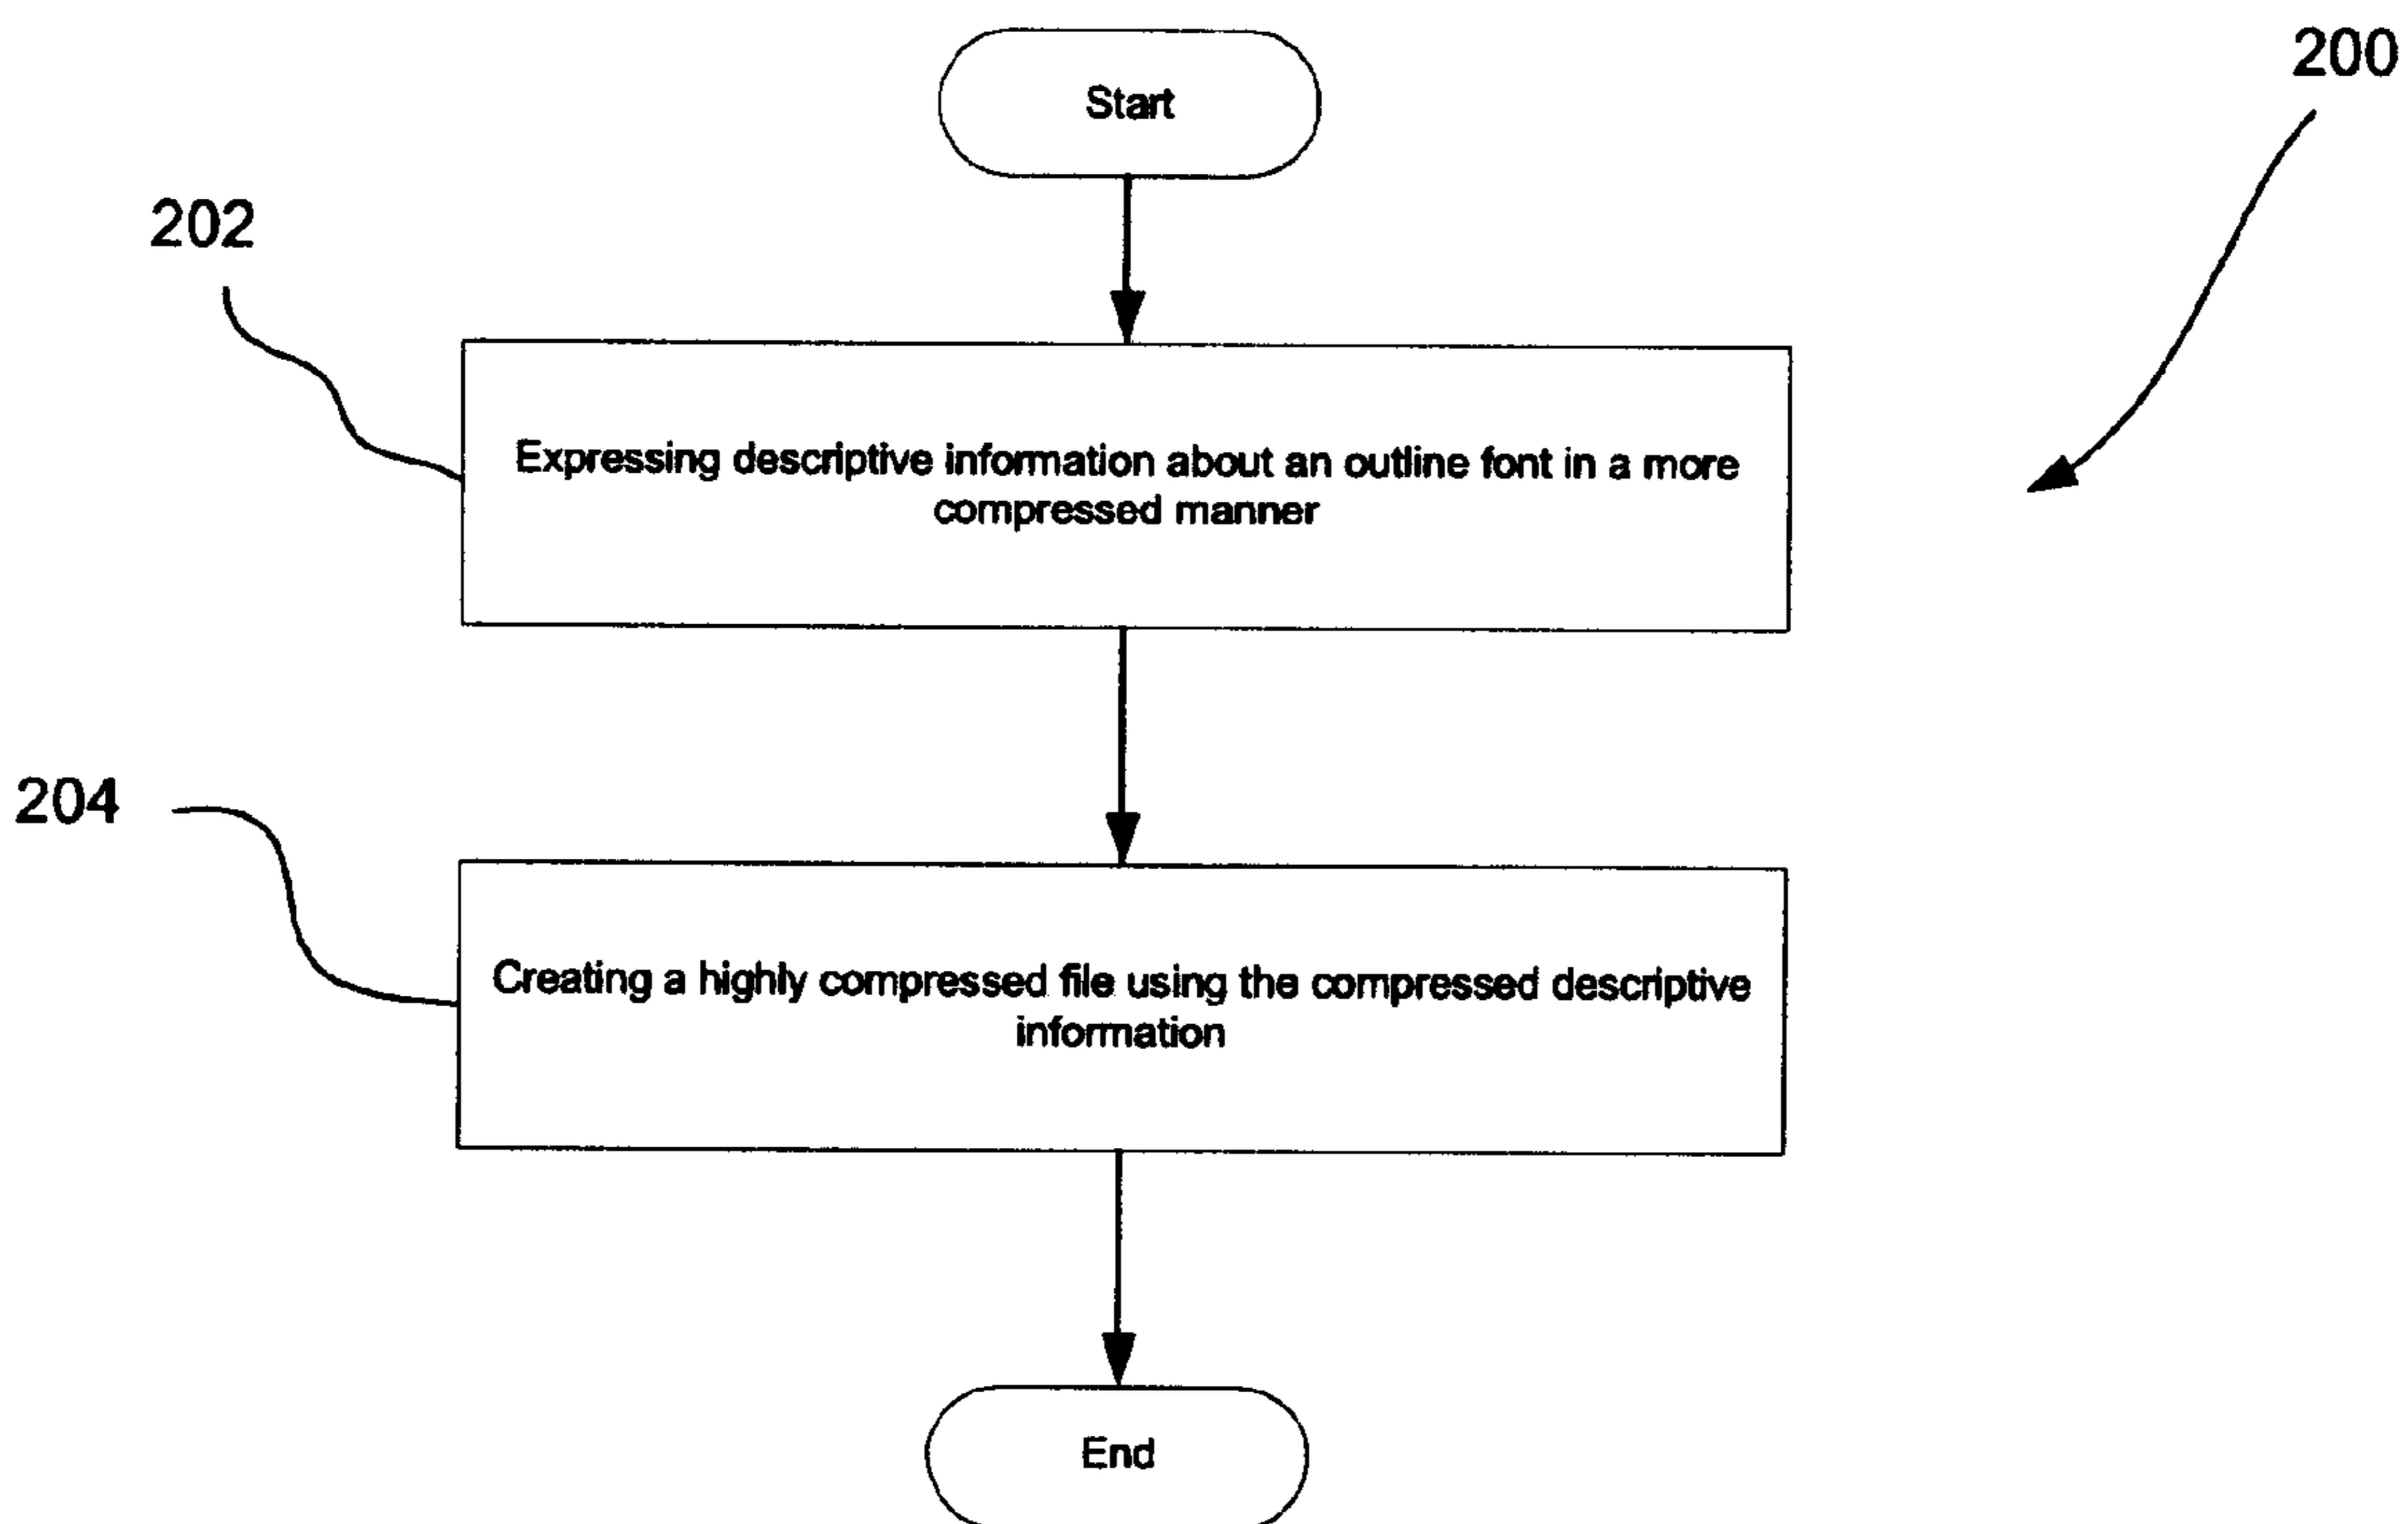 Start
200
202
Expressing descriptive information about an outline font in a more
compressed manner
204
Creating a highly compressed file using the compressed descriptive
information
End